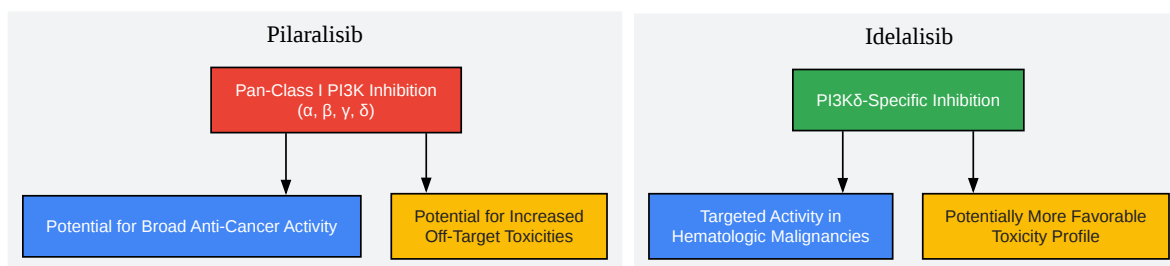 Pilaralisib
Pan-Class I PI3K Inhibition
(α, β, γ, δ)
Potential for Broad Anti-Cancer Activity
Potential for Increased
Off-Target Toxicities
Idelalisib
PI3Kδ-Specific Inhibition
Targeted Activity in
Hematologic Malignancies
Potentially More Favorable
Toxicity Profile